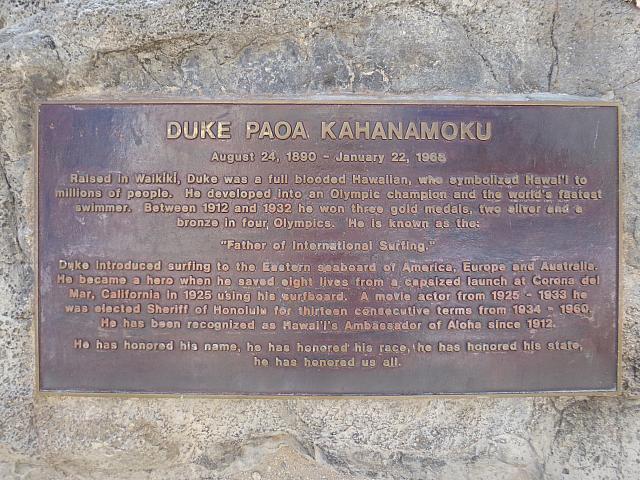 DUKE PAOA KAHANAMOKU
August 24, 1890 - January 22, 1968
Raised in Waikiki, Duke was a full blooded Hawaiian, who symbolized Hawai'i to
millions of people. He developed into an Olympic champion and the world's fastest
swimmer. Between 1912 and 1932 he won three gold medals, two silver and a
bronze in four Olympics. He is known as the:
"Father of International Surfing."
Duke introduced surfing to the Eastern seaboard of America, Europe and Australia.
He became a hero when he saved eight lives from a capsized launch at Corona del
Mar, California in 1925 using his surfboard. A movie actor from 1925 - 1933 he
was elected Sheriff of Honolulu for thirteen consecutive terms from 1934 - 1960.
He has been recognized as Hawai'i's Ambassador of Aloha since 1912.
He has honored his name, he has honored his race, he has honored his state,
he has honored us all.